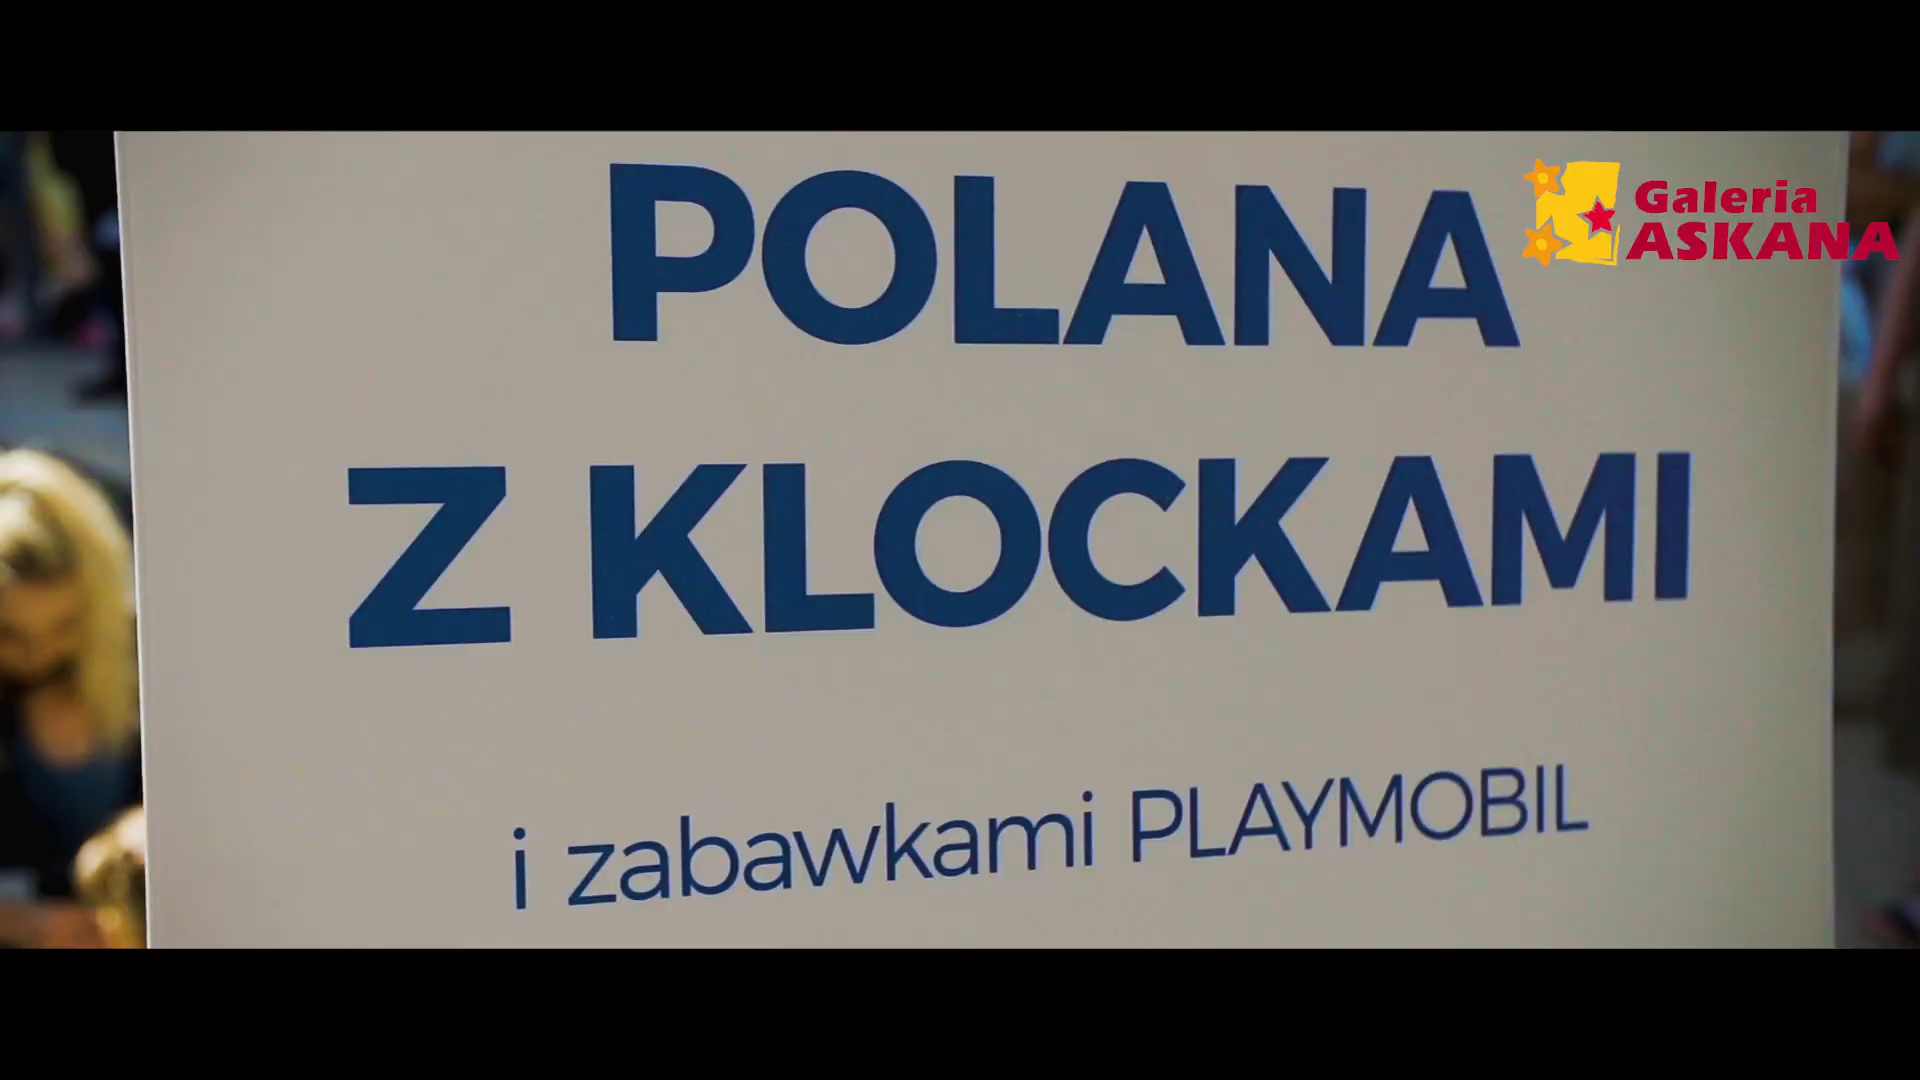 POLANA
Z KLOCKAMI
i zabawkami PLAYMOBIL
Galeria
ASKANA